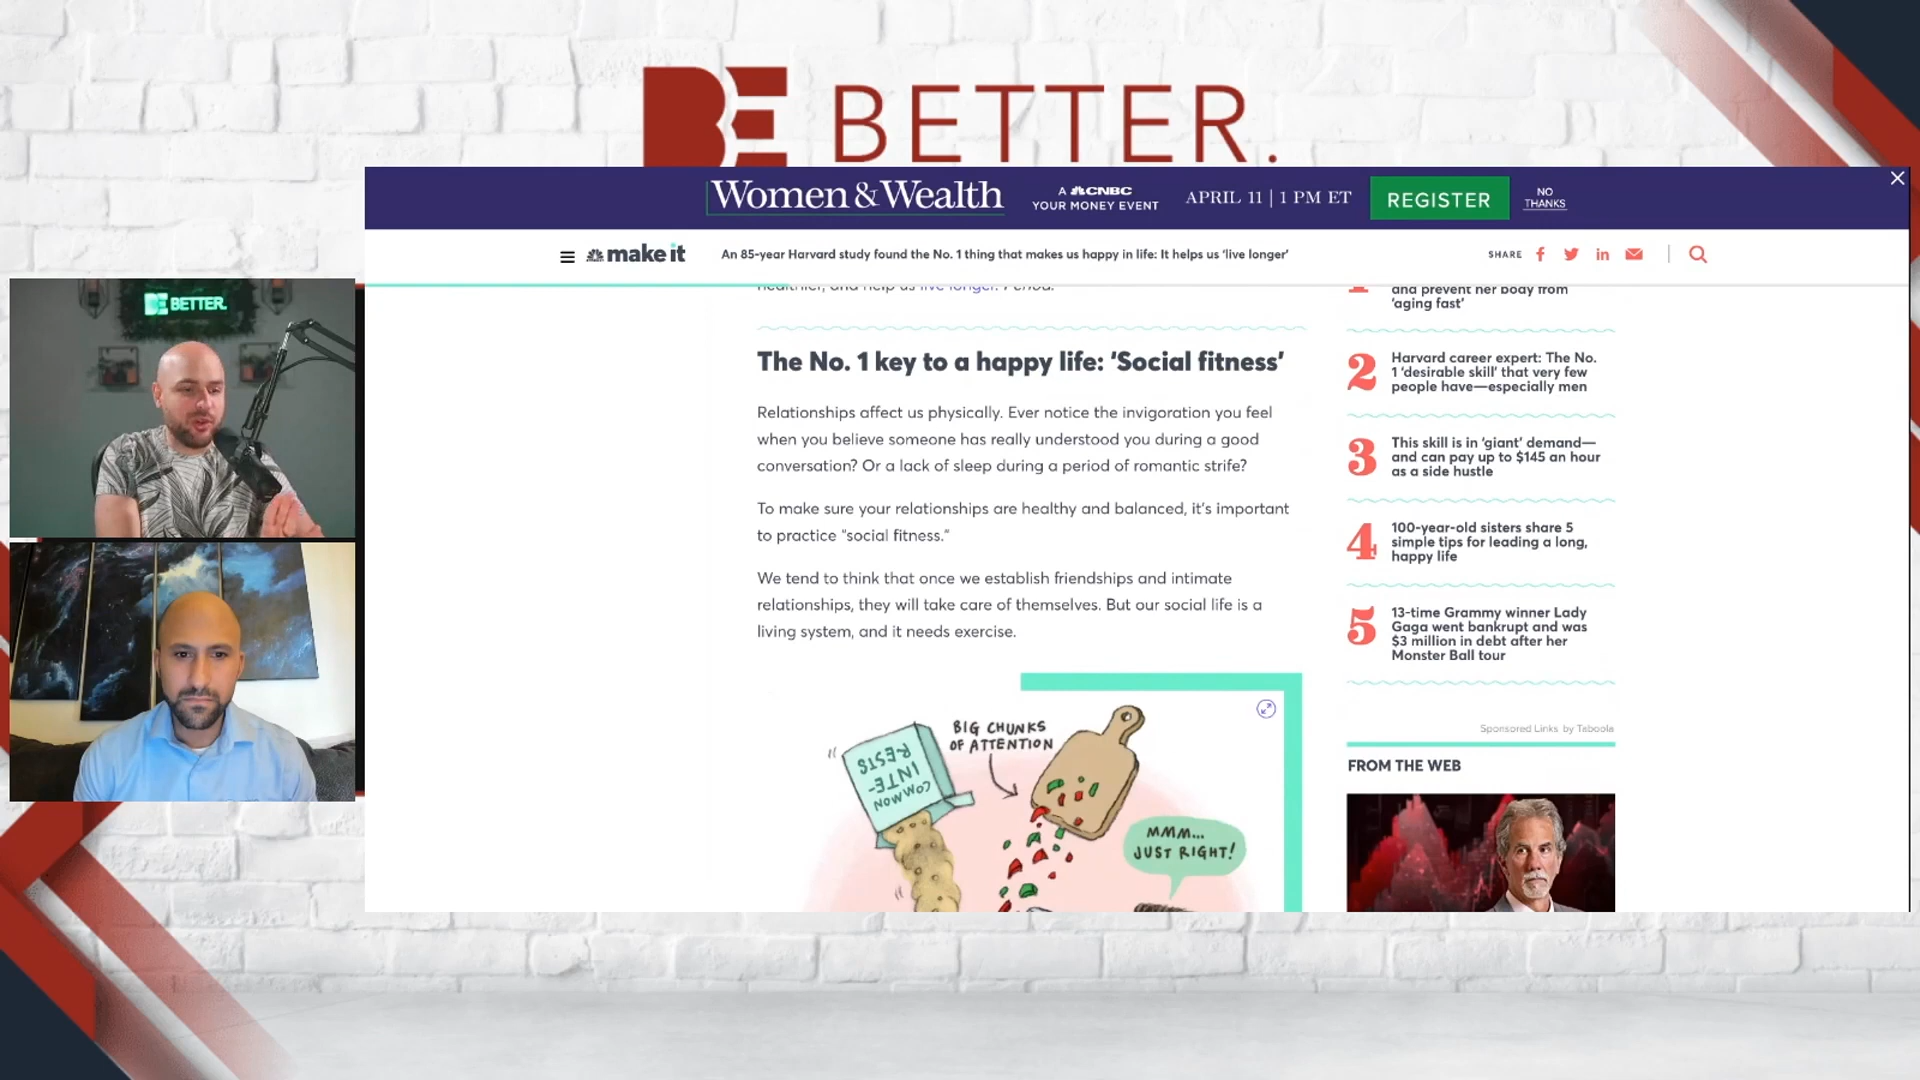 BE BETTER.
Women & Wealth
A CNBC
YOUR MONEY EVENT
APRIL 11 | 1 PM ET
REGISTER
NO
THANKS
make it
An 85-year Harvard study found the No. 1 thing that makes us happy in life: It helps us ‘live longer’
SHARE
BETTER.
healthier, and help us live longer. Period.
The No. 1 key to a happy life: ‘Social fitness’
Relationships affect us physically. Ever notice the invigoration you feel
when you believe someone has really understood you during a good
conversation? Or a lack of sleep during a period of romantic strife?
To make sure your relationships are healthy and balanced, it’s important
to practice “social fitness.”
We tend to think that once we establish friendships and intimate
relationships, they will take care of themselves. But our social life is a
living system, and it needs exercise.
COMMON
INTE-
RESTS
BIG CHUNKS
OF ATTENTION
MMM...
JUST RIGHT!
1
and prevent her body from
‘aging fast’
2
Harvard career expert: The No.
1 ‘desirable skill’ that very few
people have—especially men
3
This skill is in ‘giant’ demand—
and can pay up to $145 an hour
as a side hustle
4
100-year-old sisters share 5
simple tips for leading a long,
happy life
5
13-time Grammy winner Lady
Gaga went bankrupt and was
$3 million in debt after her
Monster Ball tour
Sponsored Links by Taboola
FROM THE WEB